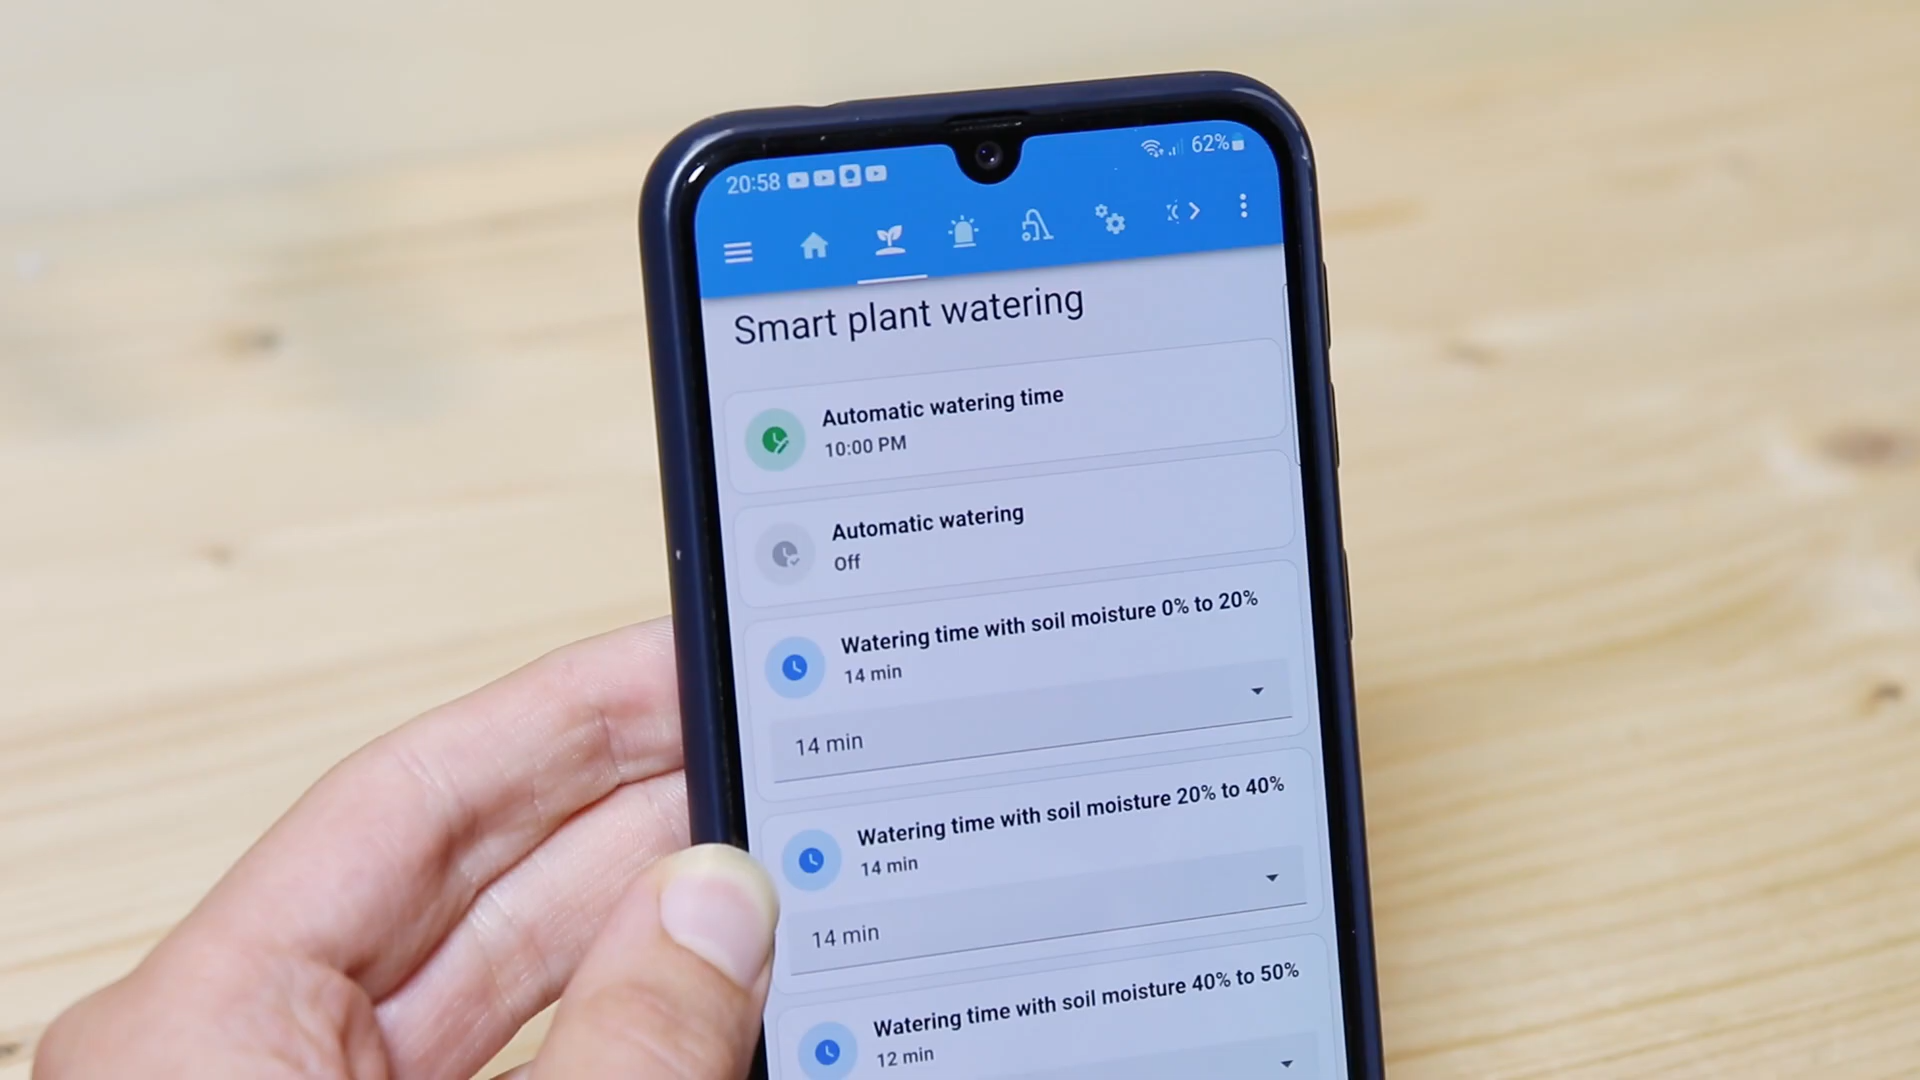 20:58
62%
Smart plant watering
Automatic watering time
10:00 PM
Automatic watering
Off
Watering time with soil moisture 0% to 20%
14 min
14 min
Watering time with soil moisture 20% to 40%
14 min
14 min
Watering time with soil moisture 40% to 50%
12 min